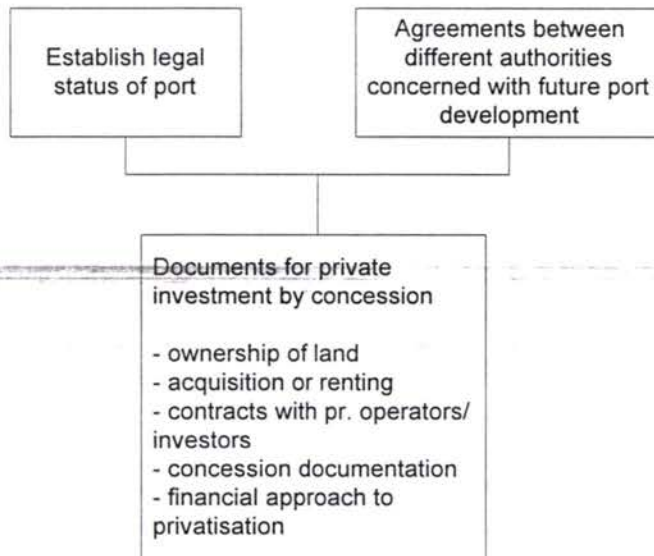 Establish legal
status of port
Agreements between
different authorities
concerned with future port
development
Documents for private
investment by concession
- ownership of land
- acquisition or renting
- contracts with pr. operators/
investors
- concession documentation
- financial approach to
privatisation